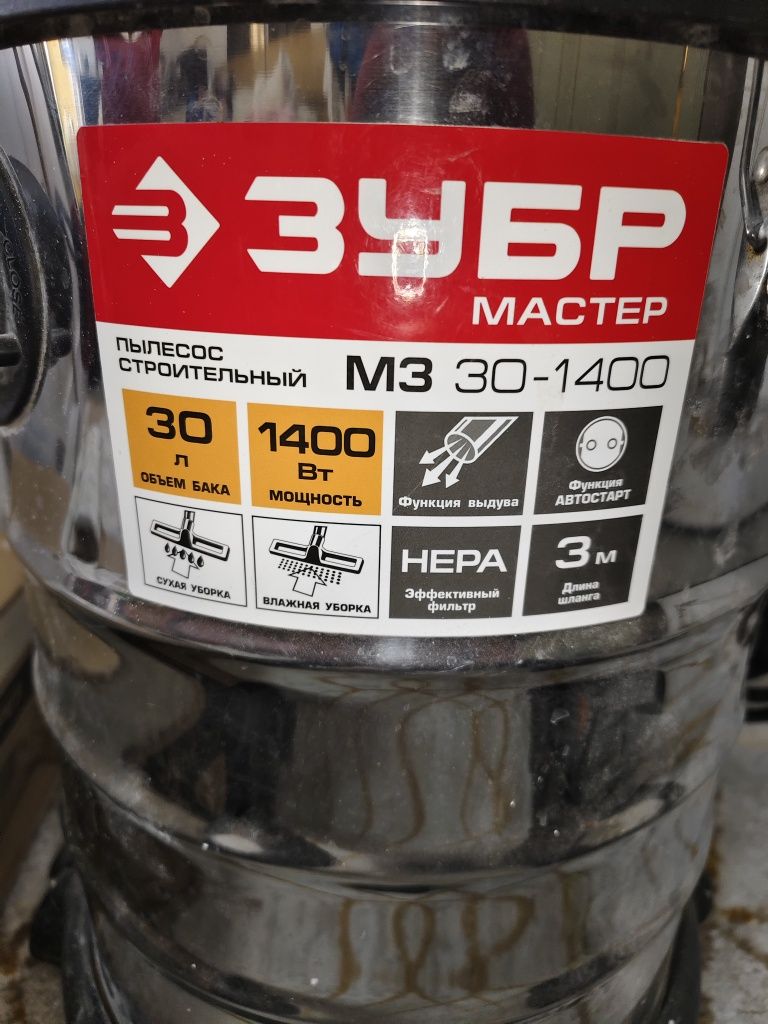 ЗУБР
МАСТЕР
ПЫЛЕСОС
СТРОИТЕЛЬНЫЙ
МЗ 30-1400
30
л
ОБЪЕМ БАКА
1400
Вт
МОЩНОСТЬ
Функция выдува
Функция
АВТОСТАРТ
СУХАЯ УБОРКА
ВЛАЖНАЯ УБОРКА
HEPA
Эффективный
фильтр
3 м
Длина
шланга